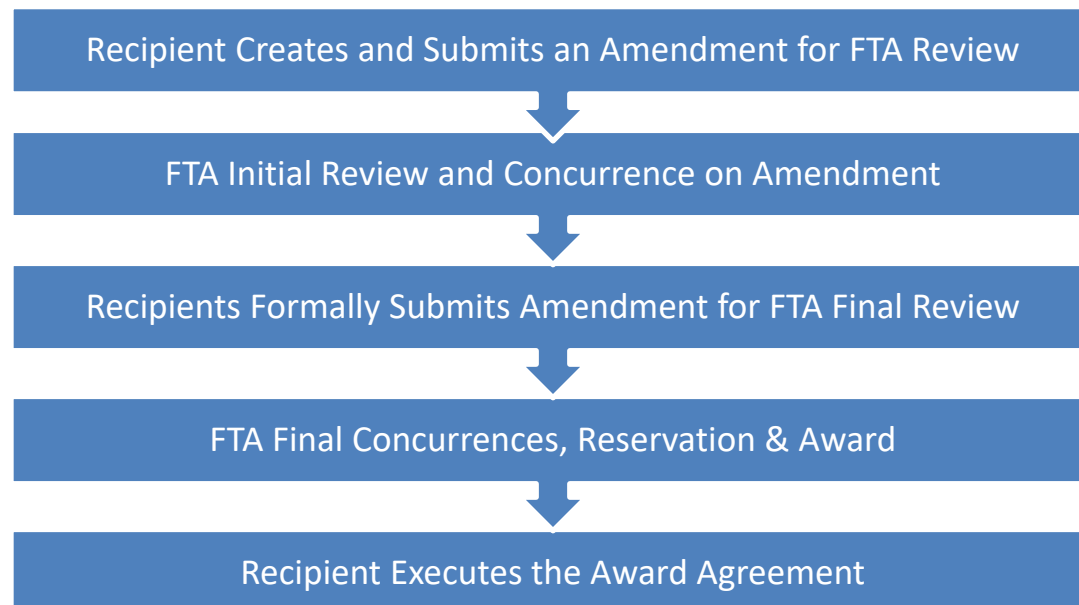 Recipient Creates and Submits an Amendment for FTA Review
FTA Initial Review and Concurrence on Amendment
Recipients Formally Submits Amendment for FTA Final Review
FTA Final Concurrences, Reservation & Award
Recipient Executes the Award Agreement